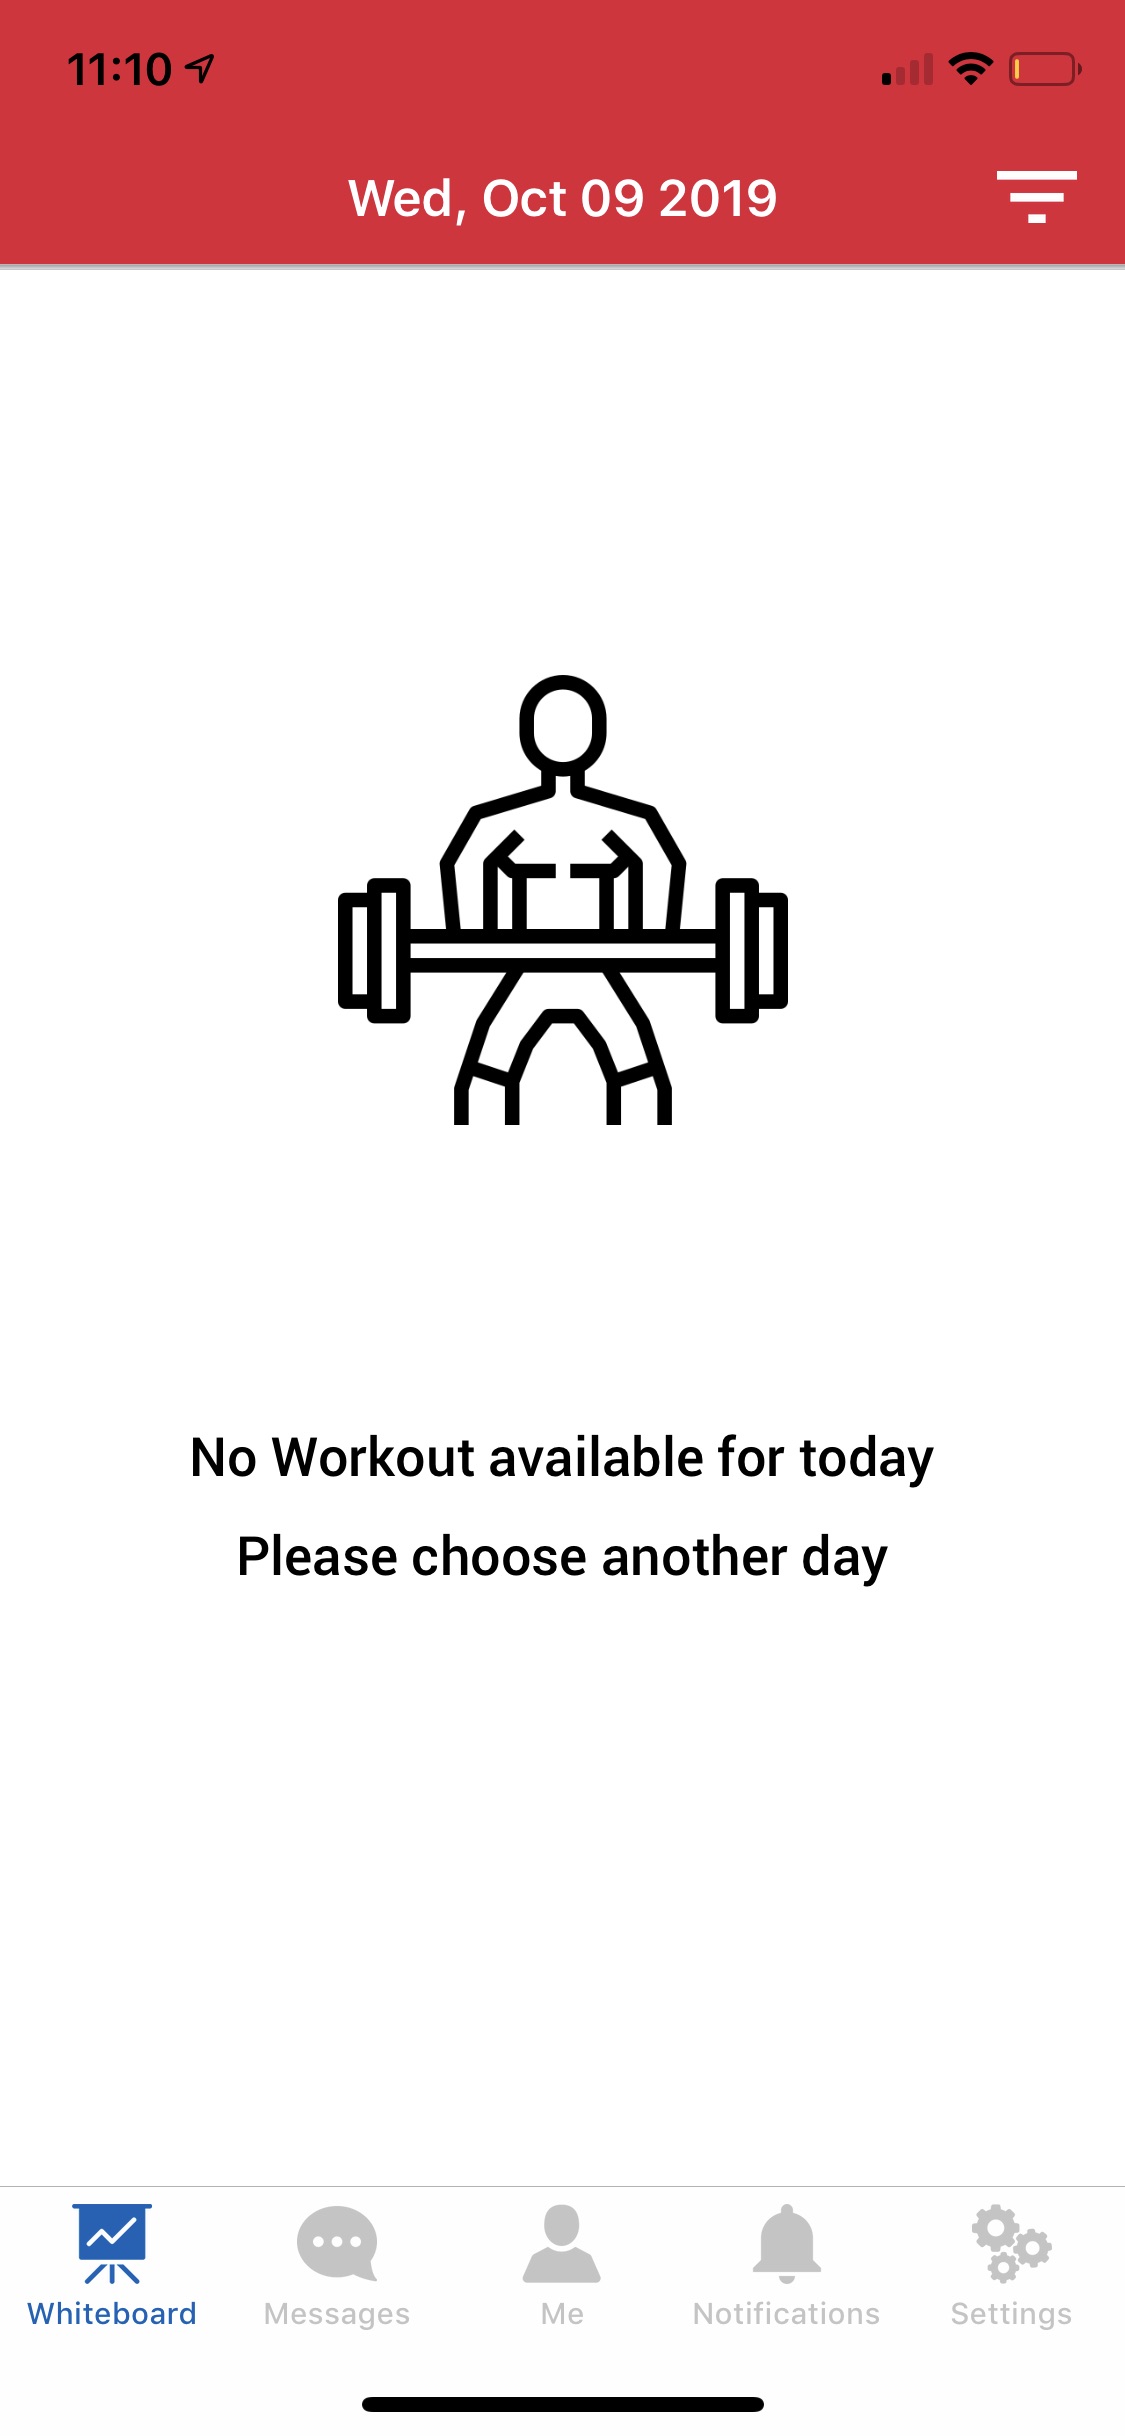 11:10
Wed, Oct 09 2019
No Workout available for today
Please choose another day
Whiteboard
Messages
Me
Notifications
Settings